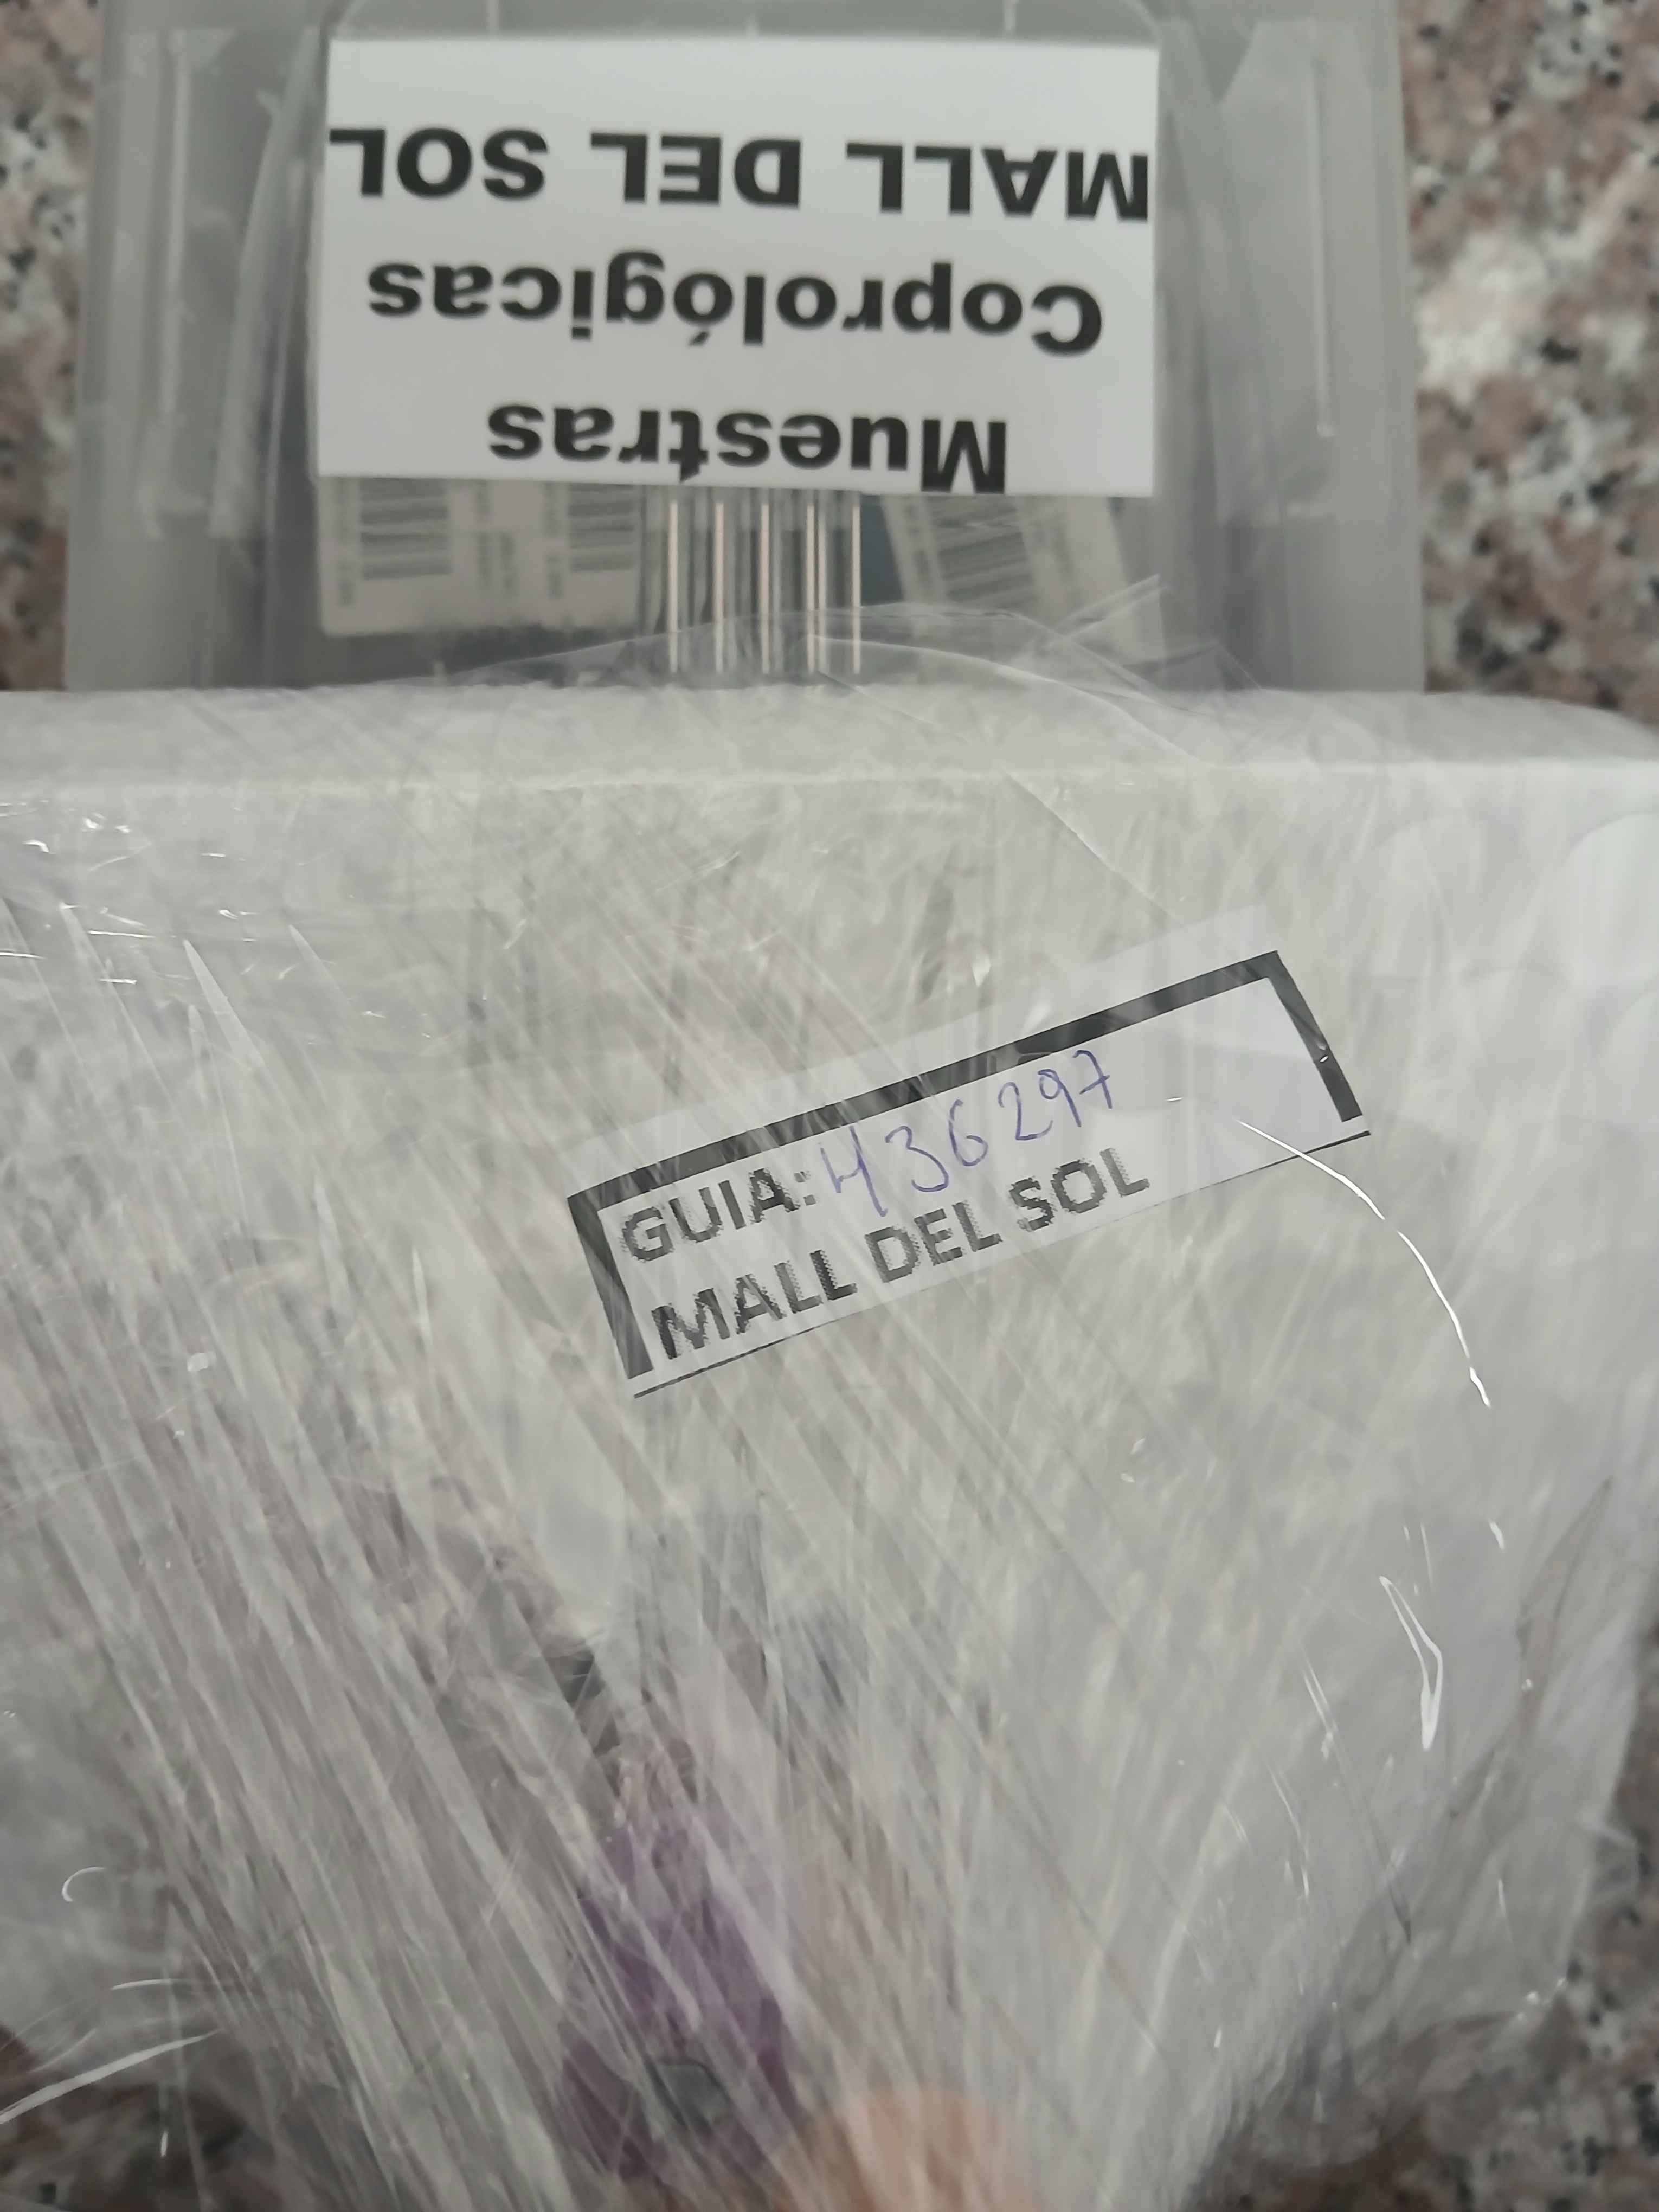 Muestras
Coprológicas
MALL DEL SOL
GUIA: 436297
MALL DEL SOL